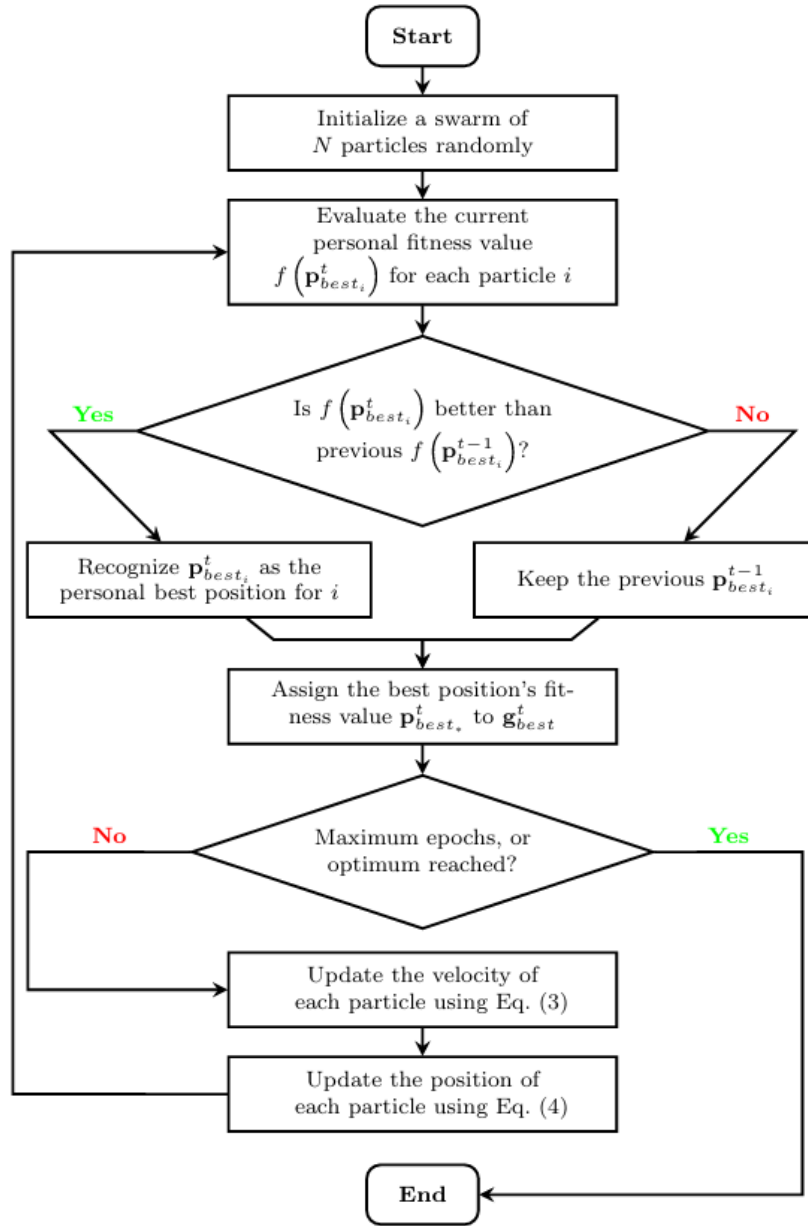 Start
Initialize a swarm of
N particles randomly
Evaluate the current
personal fitness value
f (p^t_{best_i}) for each particle i
Yes
No
Is f (p^t_{best_i}) better than
previous f (p^{t−1}_{best_i})?
Recognize p^t_{best_i} as the
personal best position for i
Keep the previous p^{t−1}_{best_i}
Assign the best position's fit-
ness value p^t_{best_*} to g^t_{best}
No
Yes
Maximum epochs, or
optimum reached?
Update the velocity of
each particle using Eq. (3)
Update the position of
each particle using Eq. (4)
End